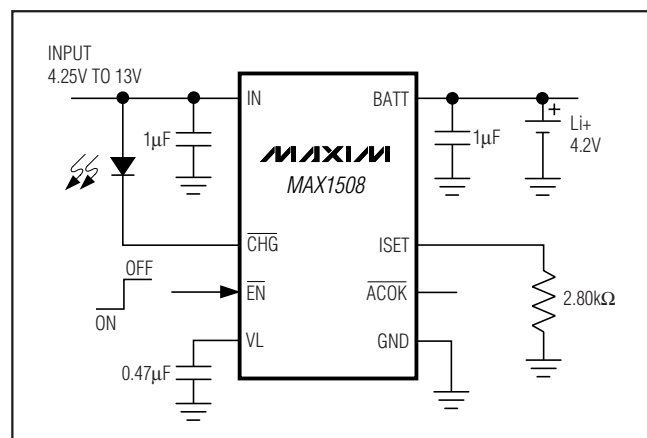 INPUT
4.25V TO 13V
IN
BATT
1µF
1µF
+
Li+
4.2V
MAXIM
MAX1508
CHG
ISET
OFF
EN
ACOK
2.80kΩ
ON
VL
GND
0.47µF